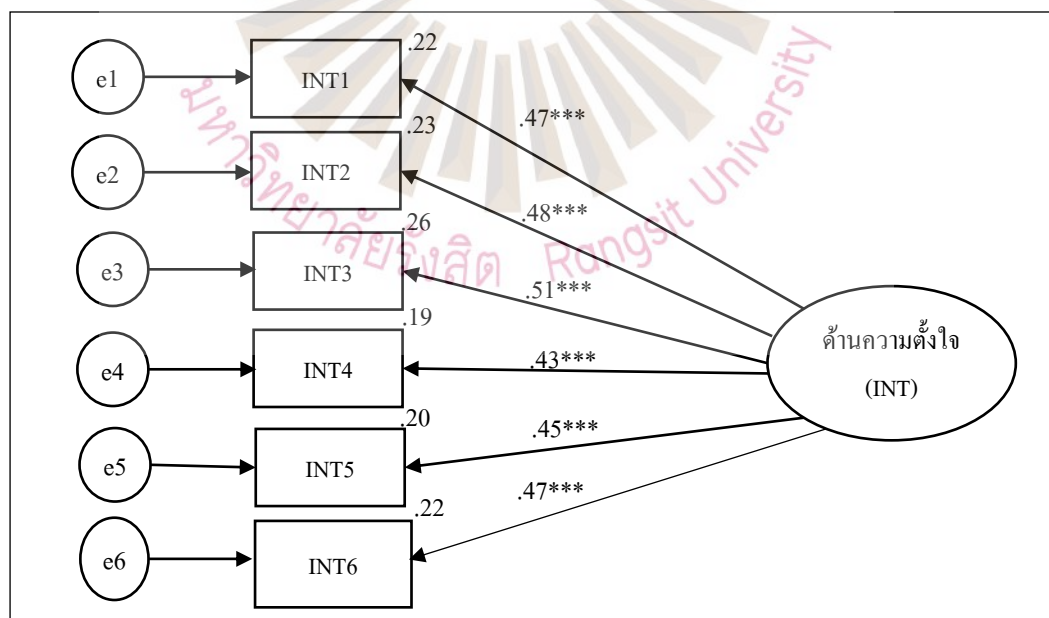 .22
e1
INT1
.47***
.23
e2
INT2
.48***
.26
e3
INT3
.51***
.19
e4
INT4
.43***
.20
e5
INT5
.45***
.22
e6
INT6
.47***
ด้านความตั้งใจ
(INT)
มหาวิทยาลัยรังสิต Rangsit University